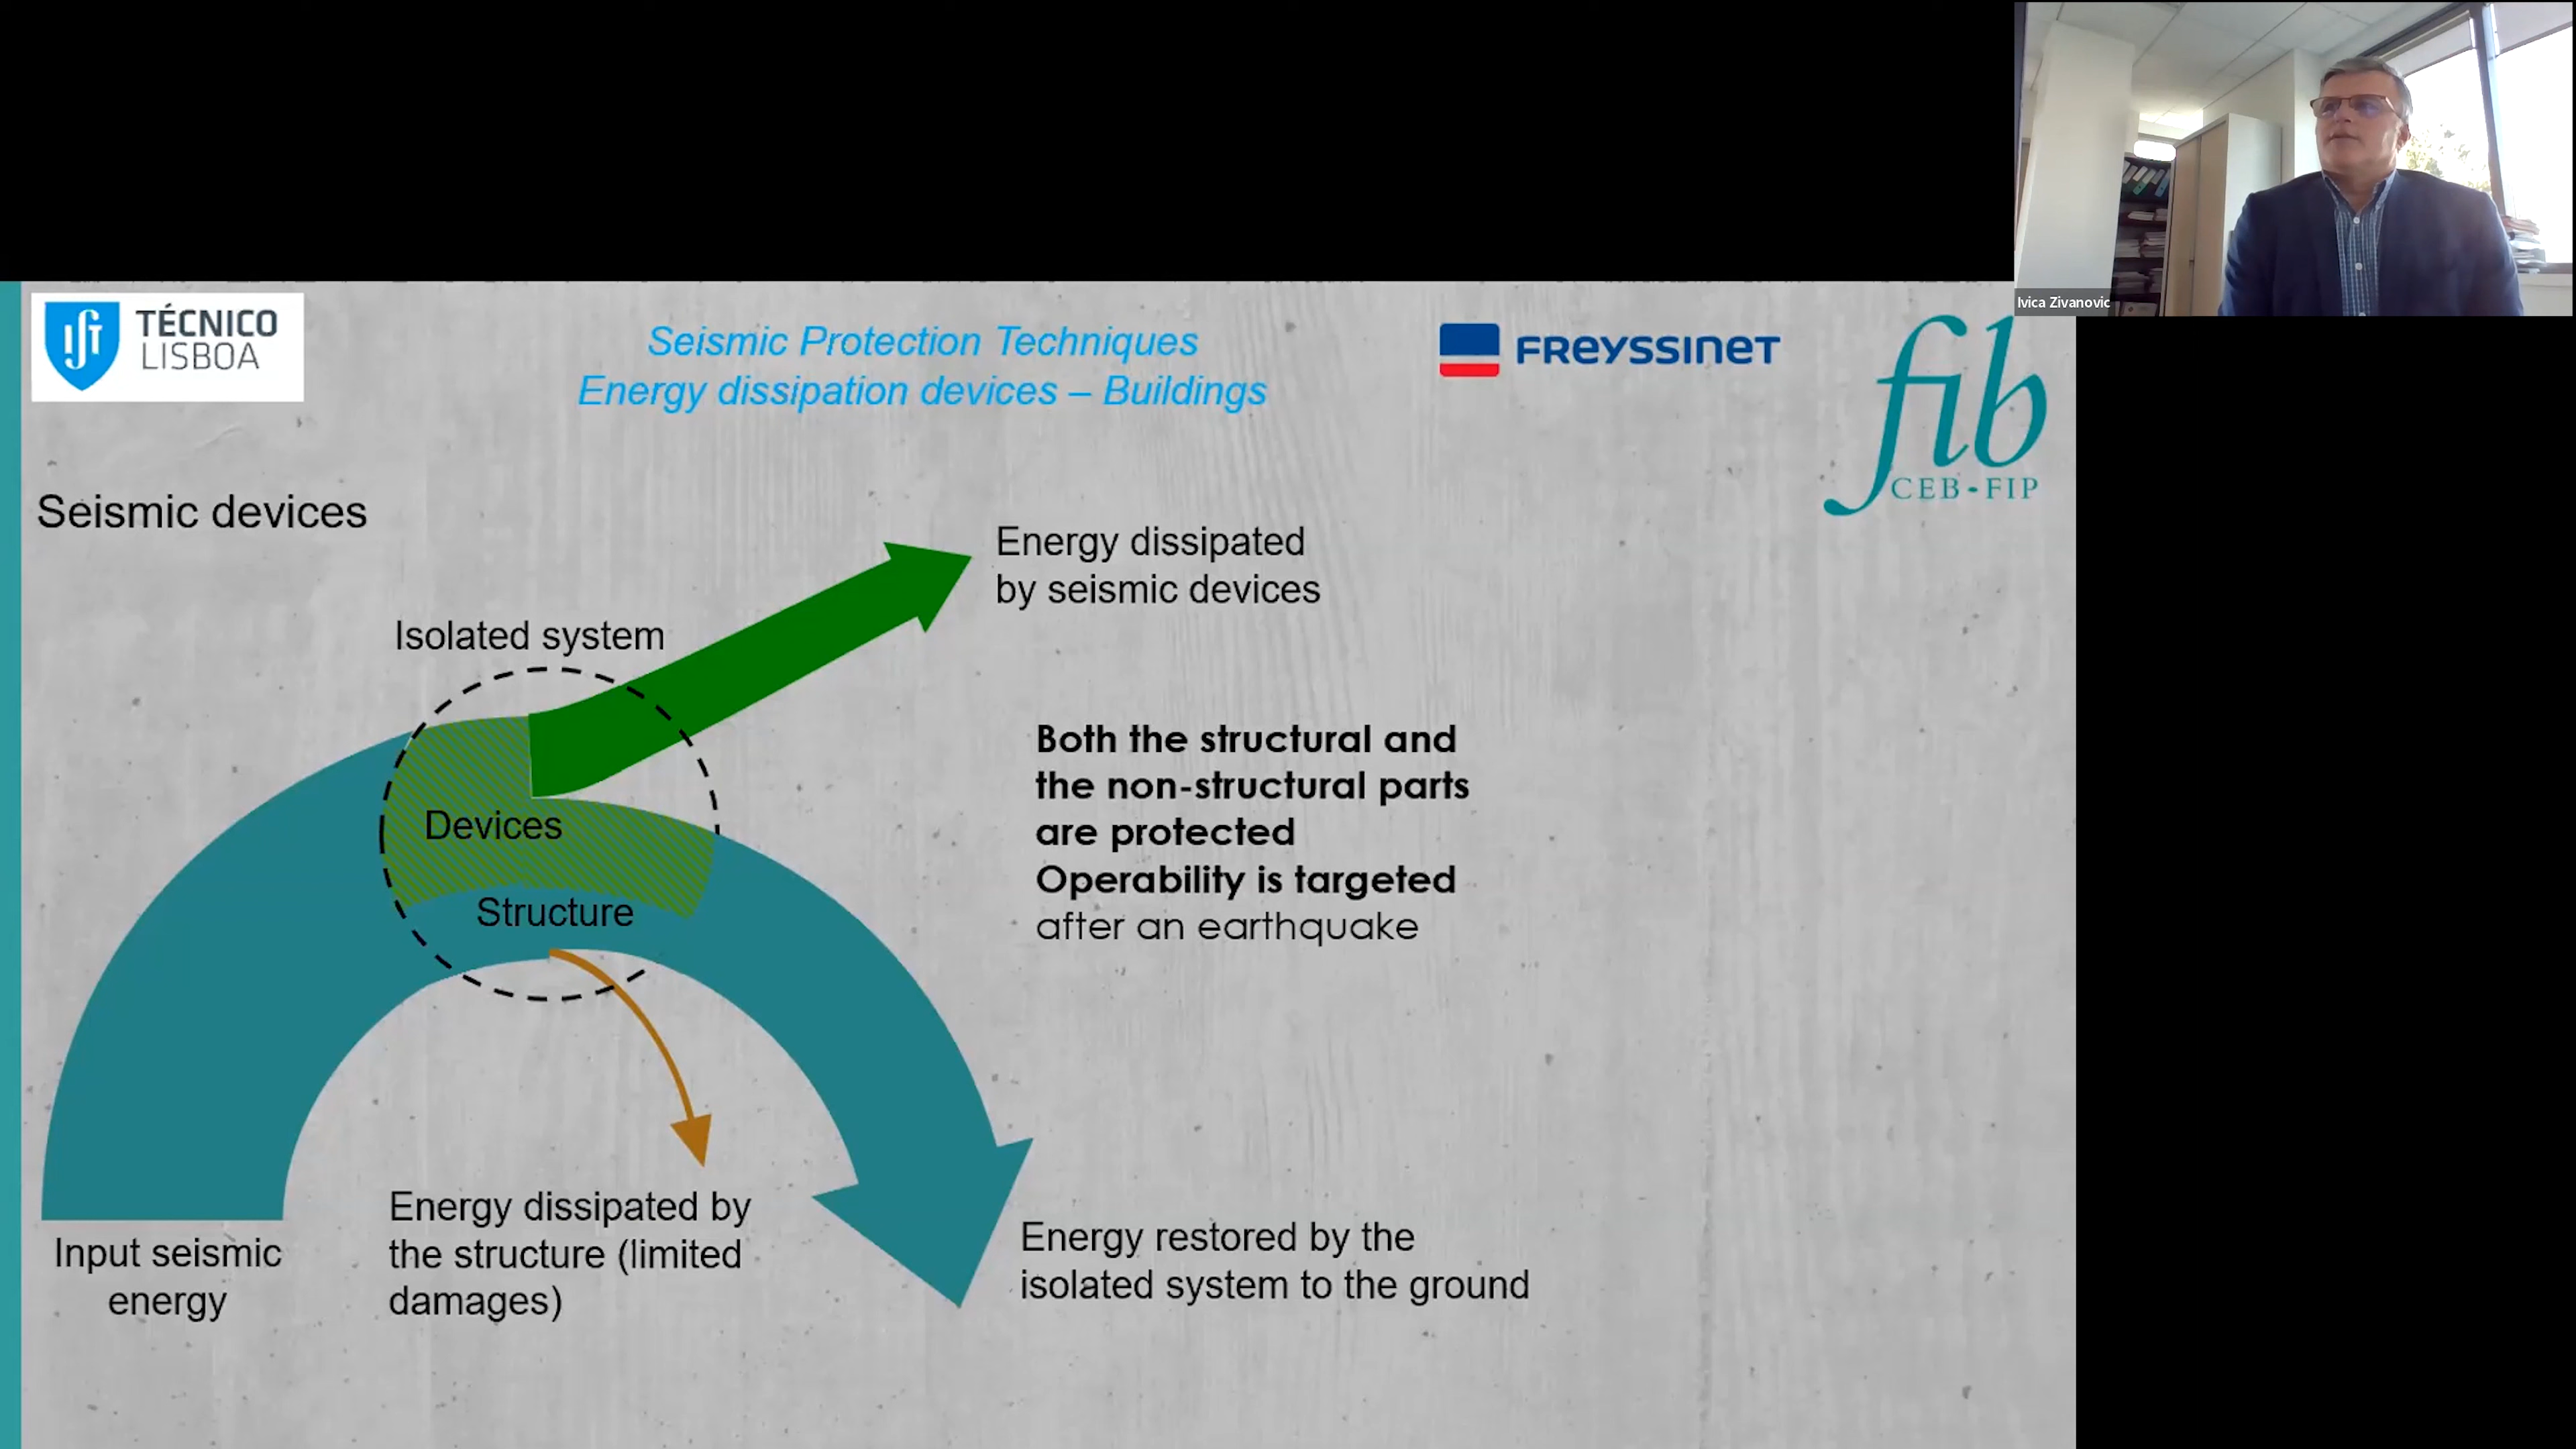 Ivica Zivanovic
TÉCNICO
LISBOA
Seismic Protection Techniques
Energy dissipation devices – Buildings
FREYSSINET
fib
CEB-FIP
Seismic devices
Energy dissipated
by seismic devices
Isolated system
Both the structural and
the non-structural parts
are protected
Operability is targeted
after an earthquake
Devices
Structure
Energy dissipated by
the structure (limited
damages)
Input seismic
energy
Energy restored by the
isolated system to the ground